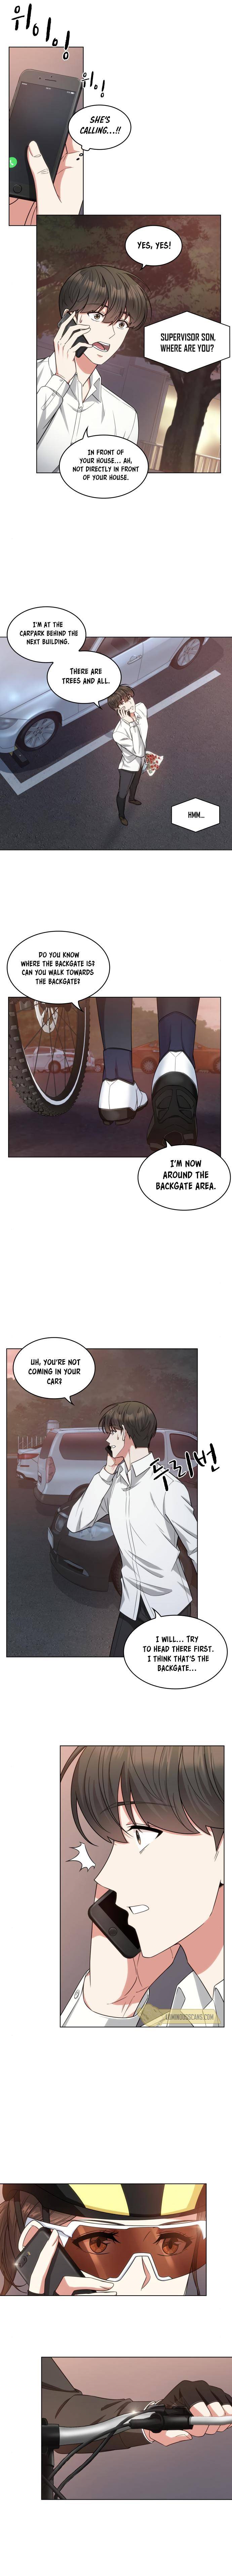 위이잉!
위잉!
SHE'S
CALLING...!!
YES, YES!
SUPERVISOR SON,
WHERE ARE YOU?
IN FRONT OF
YOUR HOUSE... AH,
NOT DIRECTLY IN FRONT
OF YOUR HOUSE.
I'M AT THE
CARPARK BEHIND THE
NEXT BUILDING.
THERE ARE
TREES AND ALL.
HMM...
DO YOU KNOW
WHERE THE BACKGATE IS?
CAN YOU WALK TOWARDS
THE BACKGATE?
I'M NOW
AROUND THE
BACKGATE AREA.
UH, YOU'RE NOT
COMING IN YOUR
CAR?
두리번
I WILL... TRY
TO HEAD THERE FIRST.
I THINK THAT'S THE
BACKGATE...
LUMINOUSSCANS.COM